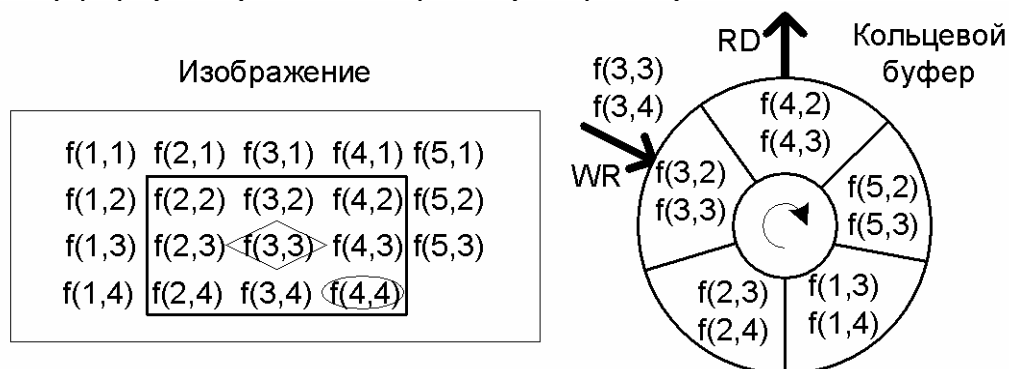 Изображение
f(1,1) f(2,1) f(3,1) f(4,1) f(5,1)
f(1,2) f(2,2) f(3,2) f(4,2) f(5,2)
f(1,3) f(2,3) f(3,3) f(4,3) f(5,3)
f(1,4) f(2,4) f(3,4) f(4,4)
Кольцевой
буфер
RD
f(3,3)
f(3,4)
WR
f(4,2)
f(4,3)
f(3,2)
f(3,3)
f(5,2)
f(5,3)
f(2,3)
f(2,4)
f(1,3)
f(1,4)